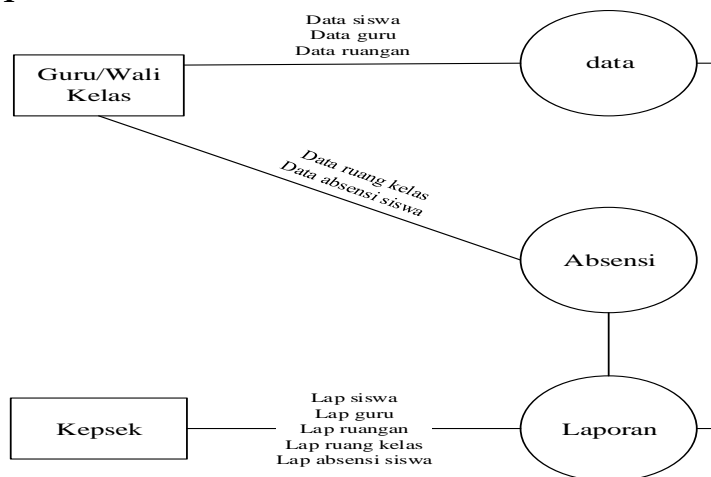 Data siswa
Data guru
Data ruangan
Guru/Wali
Kelas
data
Data ruang kelas
Data absensi siswa
Absensi
Lap siswa
Lap guru
Lap ruangan
Lap ruang kelas
Lap absensi siswa
Kepsek
Laporan